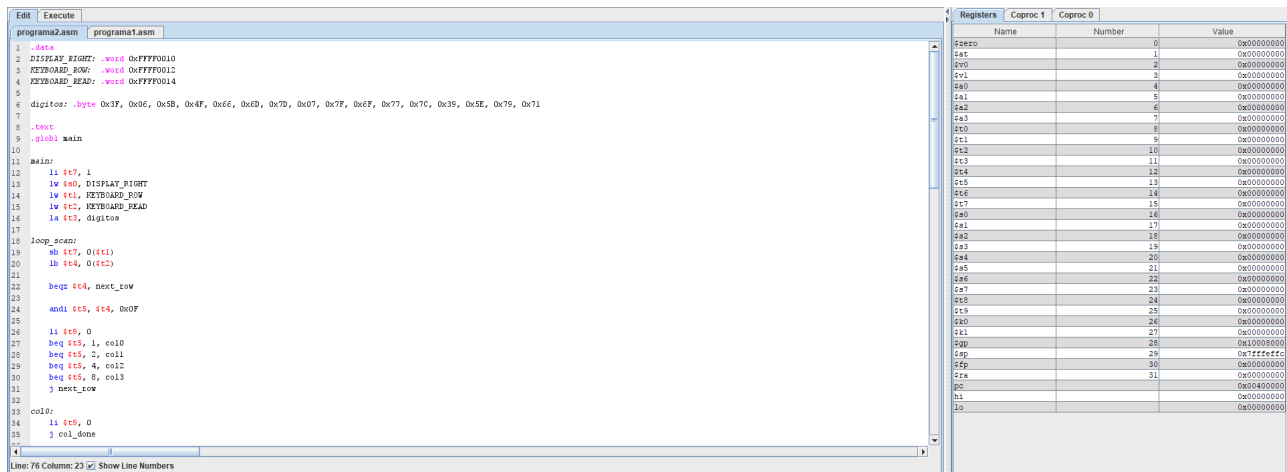 Edit Execute
programa2.asm programa1.asm
1 .data
2 DISPLAY_RIGHT: .word 0xFFFF0010
3 KEYBOARD_ROW: .word 0xFFFF0012
4 KEYBOARD_READ: .word 0xFFFF0014
5
6 digitos: .byte 0x3F, 0x06, 0x5B, 0x4F, 0x66, 0x6D, 0x7D, 0x07, 0x7F, 0x6F, 0x77, 0x7C, 0x39, 0x5E, 0x79, 0x71
7
8 .text
9 .globl main
10
11 main:
12 li $t7, 1
13 lw $s0, DISPLAY_RIGHT
14 lw $t1, KEYBOARD_ROW
15 lw $t2, KEYBOARD_READ
16 la $t3, digitos
17
18 loop_scan:
19 sb $t7, 0($t1)
20 lb $t4, 0($t2)
21
22 beqz $t4, next_row
23
24 andi $t5, $t4, 0x0F
25
26 li $t9, 0
27 beq $t5, 1, col0
28 beq $t5, 2, col1
29 beq $t5, 4, col2
30 beq $t5, 8, col3
31 j next_row
32
33 col0:
34 li $t9, 0
35 j col_done
Line: 76 Column: 23 Show Line Numbers
Registers Coproc 1 Coproc 0
Name Number Value
$zero 0 0x00000000
$at 1 0x00000000
$v0 2 0x00000000
$v1 3 0x00000000
$a0 4 0x00000000
$a1 5 0x00000000
$a2 6 0x00000000
$a3 7 0x00000000
$t0 8 0x00000000
$t1 9 0x00000000
$t2 10 0x00000000
$t3 11 0x00000000
$t4 12 0x00000000
$t5 13 0x00000000
$t6 14 0x00000000
$t7 15 0x00000000
$s0 16 0x00000000
$s1 17 0x00000000
$s2 18 0x00000000
$s3 19 0x00000000
$s4 20 0x00000000
$s5 21 0x00000000
$s6 22 0x00000000
$s7 23 0x00000000
$t8 24 0x00000000
$t9 25 0x00000000
$k0 26 0x00000000
$k1 27 0x00000000
$gp 28 0x10008000
$sp 29 0x7fffeffc
$fp 30 0x00000000
$ra 31 0x00000000
pc 0x00400000
hi 0x00000000
lo 0x00000000